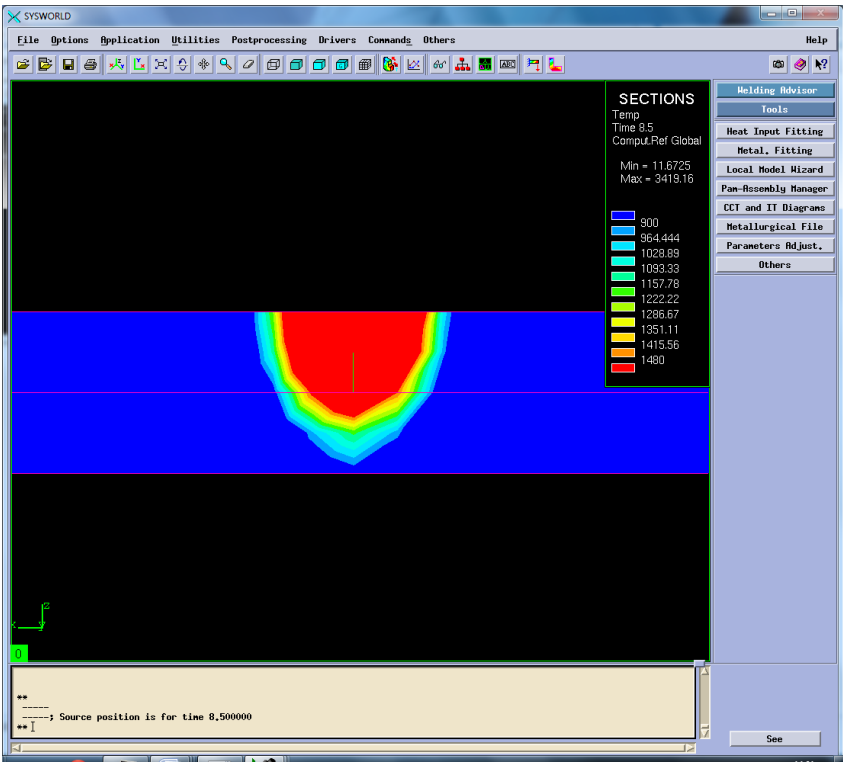 SYSWORLD
File Options Application Utilities Postprocessing Drivers Commands Others Help
ABC
Welding Advisor
Tools
Heat Input Fitting
Metal. Fitting
Local Model Wizard
Pam-Assembly Manager
CCT and IT Diagrams
Metallurgical File
Parameters Adjust.
Others
SECTIONS
Temp
Time 8.5
Comput.Ref Global
Min = 11.6725
Max = 3419.16
900
964.444
1028.89
1093.33
1157.78
1222.22
1286.67
1351.11
1415.56
1480
0
**
-----
-----; Source position is for time 8.500000
**
See